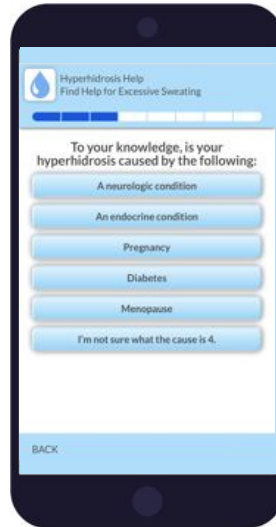 Hyperhidrosis Help
Find Help for Excessive Sweating
To your knowledge, is your
hyperhidrosis caused by the following:
A neurologic condition
An endocrine condition
Pregnancy
Diabetes
Menopause
I'm not sure what the cause is 4.
BACK